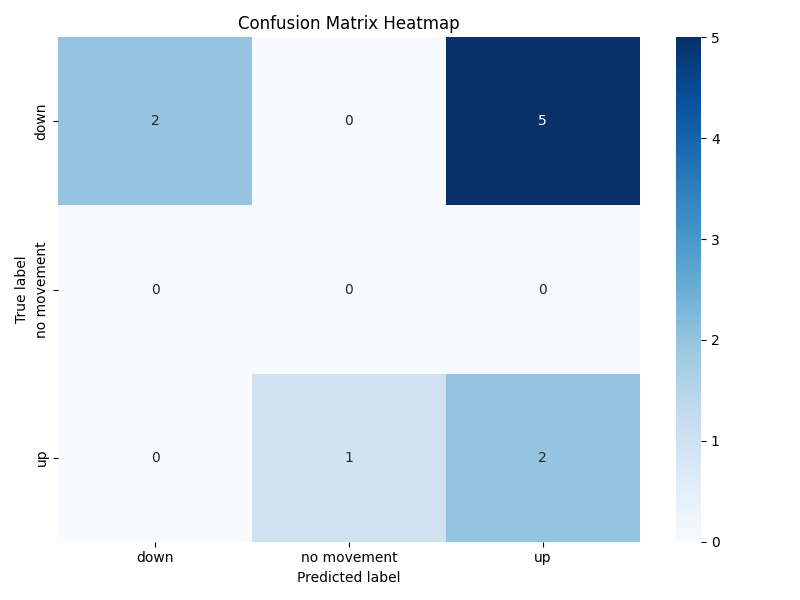 Confusion Matrix Heatmap
True label
down
2 0 5
no movement
0 0 0
up
0 1 2
down no movement up
Predicted label
5
4
3
2
1
0